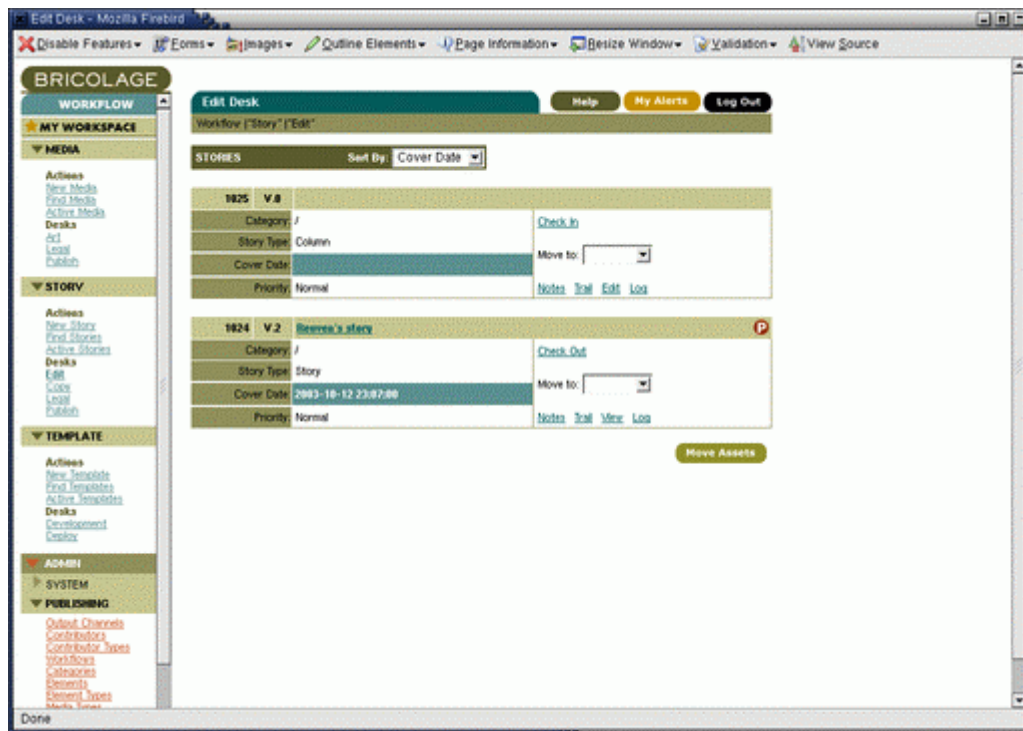 Edit Desk - Mozilla Firebird
Disable Features Forms Images Outline Elements Page Information Resize Window Validation View Source
BRICOLAGE
WORKFLOW
MY WORKSPACE
MEDIA
Actions
New Media
Find Media
Active Media
Desks
Art
Legal
Publish
STORY
Actions
New Story
Find Stories
Active Stories
Desks
Edit
Copy
Legal
Publish
TEMPLATE
Actions
New Template
Find Templates
Active Templates
Desks
Development
Deploy
ADMIN
SYSTEM
PUBLISHING
Output Channels
Contributors
Contributor Types
Workflows
Categories
Elements
Element Types
Media Types
Edit Desk Help My Alerts Log Out
Workflow | "Story" | "Edit"
STORIES Sort By: Cover Date
1025 V.0
Category: / Check In
Story Type: Column
Move to:
Cover Date:
Priority: Normal Notes Trail Edit Log
1024 V.2 Reuven's story P
Category: / Check Out
Story Type: Story
Move to:
Cover Date: 2003-10-12 23:07:00
Priority: Normal Notes Trail View Log
Move Assets
Done